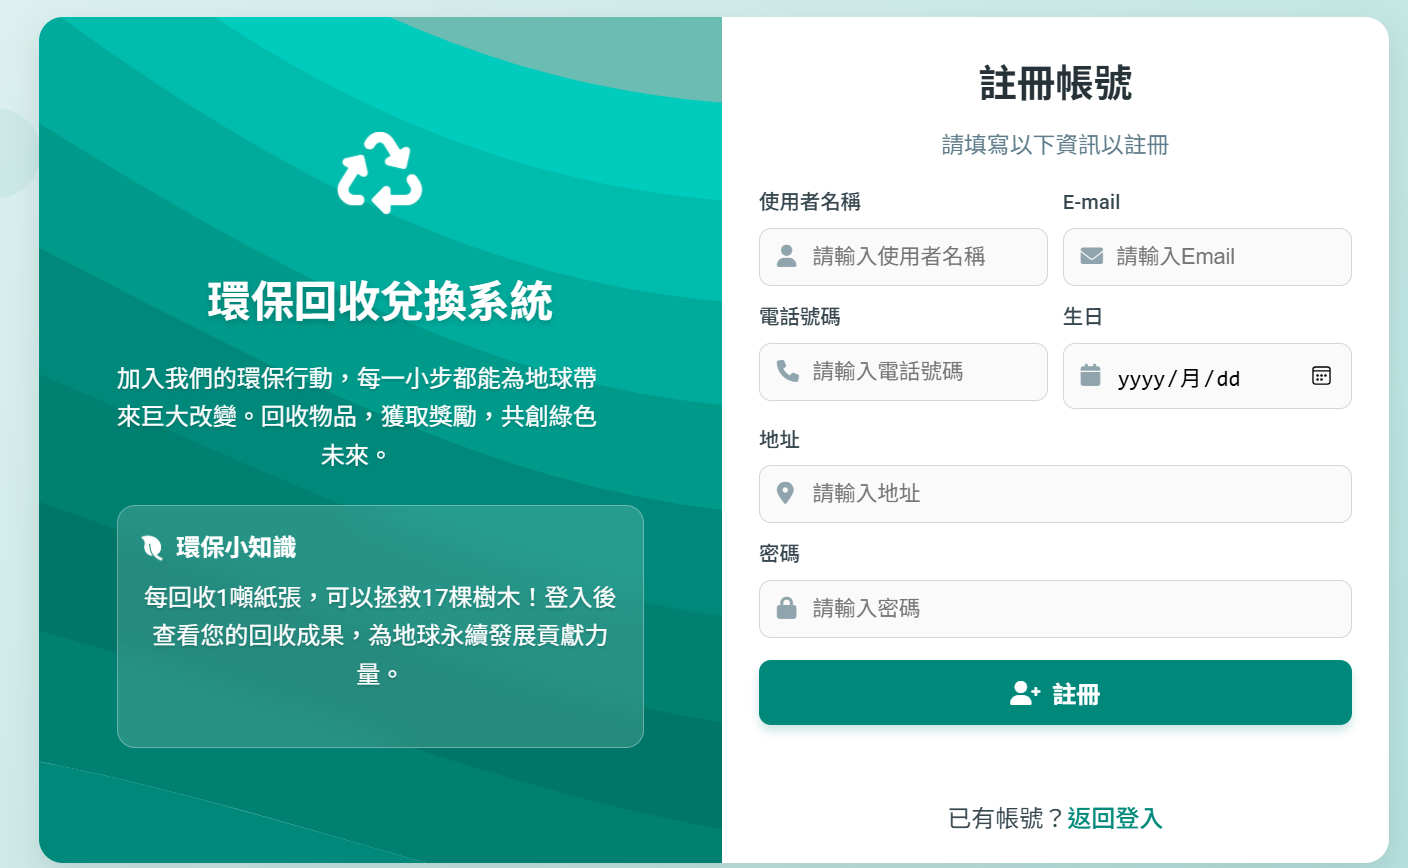 環保回收兌換系統
加入我們的環保行動，每一小步都能為地球帶
來巨大改變。回收物品，獲取獎勵，共創綠色
未來。
環保小知識
每回收1噸紙張，可以拯救17棵樹木！登入後
查看您的回收成果，為地球永續發展貢獻力
量。
註冊帳號
請填寫以下資訊以註冊
使用者名稱
請輸入使用者名稱
E-mail
請輸入Email
電話號碼
請輸入電話號碼
生日
yyyy/月/dd
地址
請輸入地址
密碼
請輸入密碼
註冊
已有帳號？返回登入